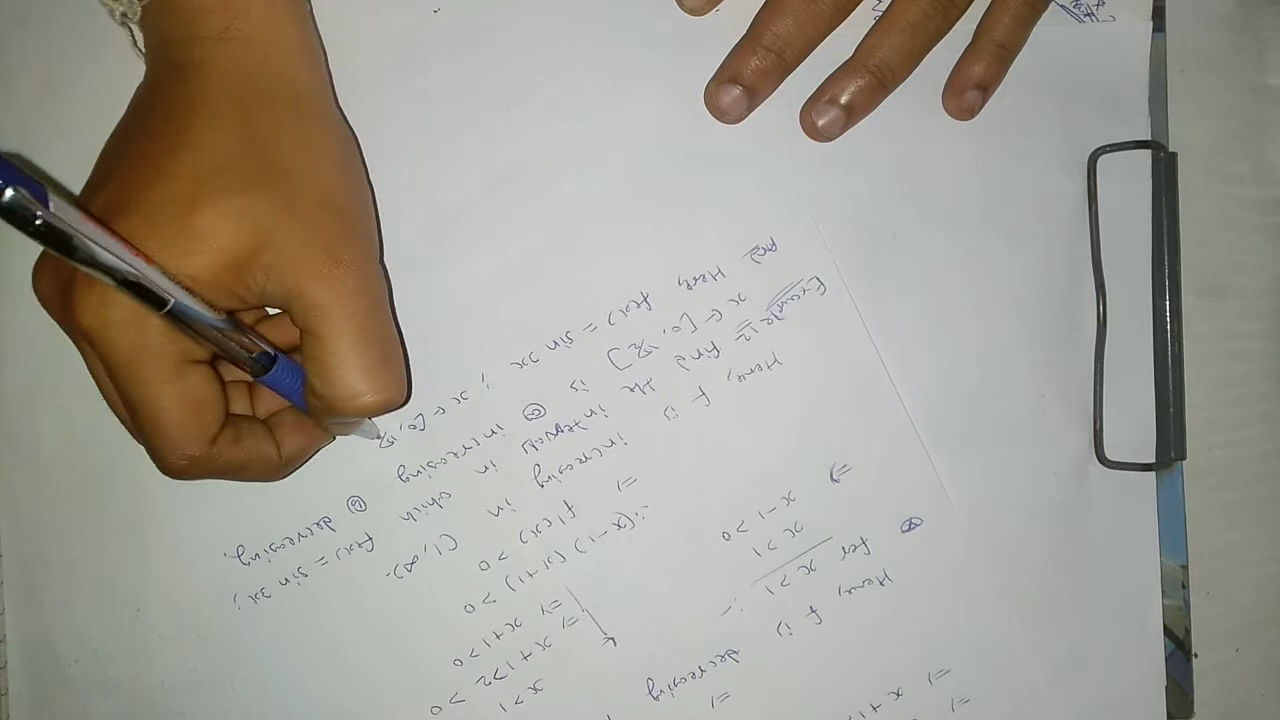 =) x+1>
=)
Hence, f is decreasing
for x>1 :-
x>1
x-1>0
=)
=) x>1
=) x+1>2 >0
=) x+1>0
∴(x-1) (x+1) >0
=) f'(x) >0
Hence, f is increasing in (1,∞).
Example 12 find the intervals in which f(x) = sin 3x;
x∈[0, π/2] is ⓐ increasing ⓑ decreasing.
Ans Here, f(x) = sin 3x ; x∈[0,π